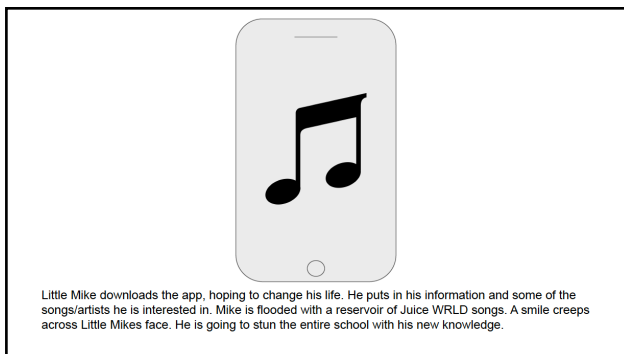 Little Mike downloads the app, hoping to change his life. He puts in his information and some of the
songs/artists he is interested in. Mike is flooded with a reservoir of Juice WRLD songs. A smile creeps
across Little Mikes face. He is going to stun the entire school with his new knowledge.